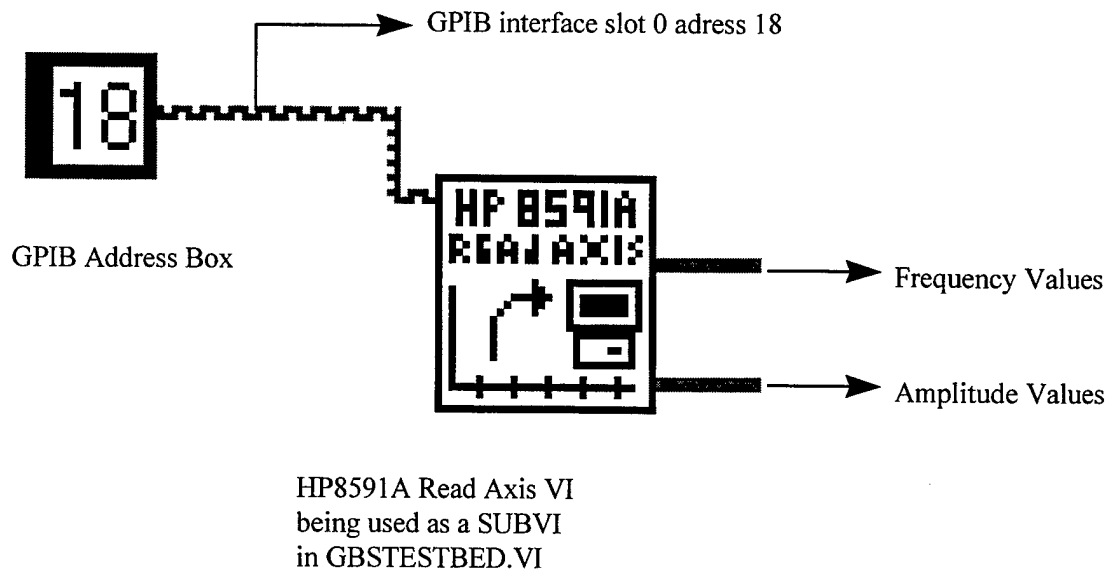 GPIB interface slot 0 adress 18
18
GPIB Address Box
HP 8591A
READ AXIS
Frequency Values
Amplitude Values
HP8591A Read Axis VI
being used as a SUBVI
in GBSTESTBED.VI